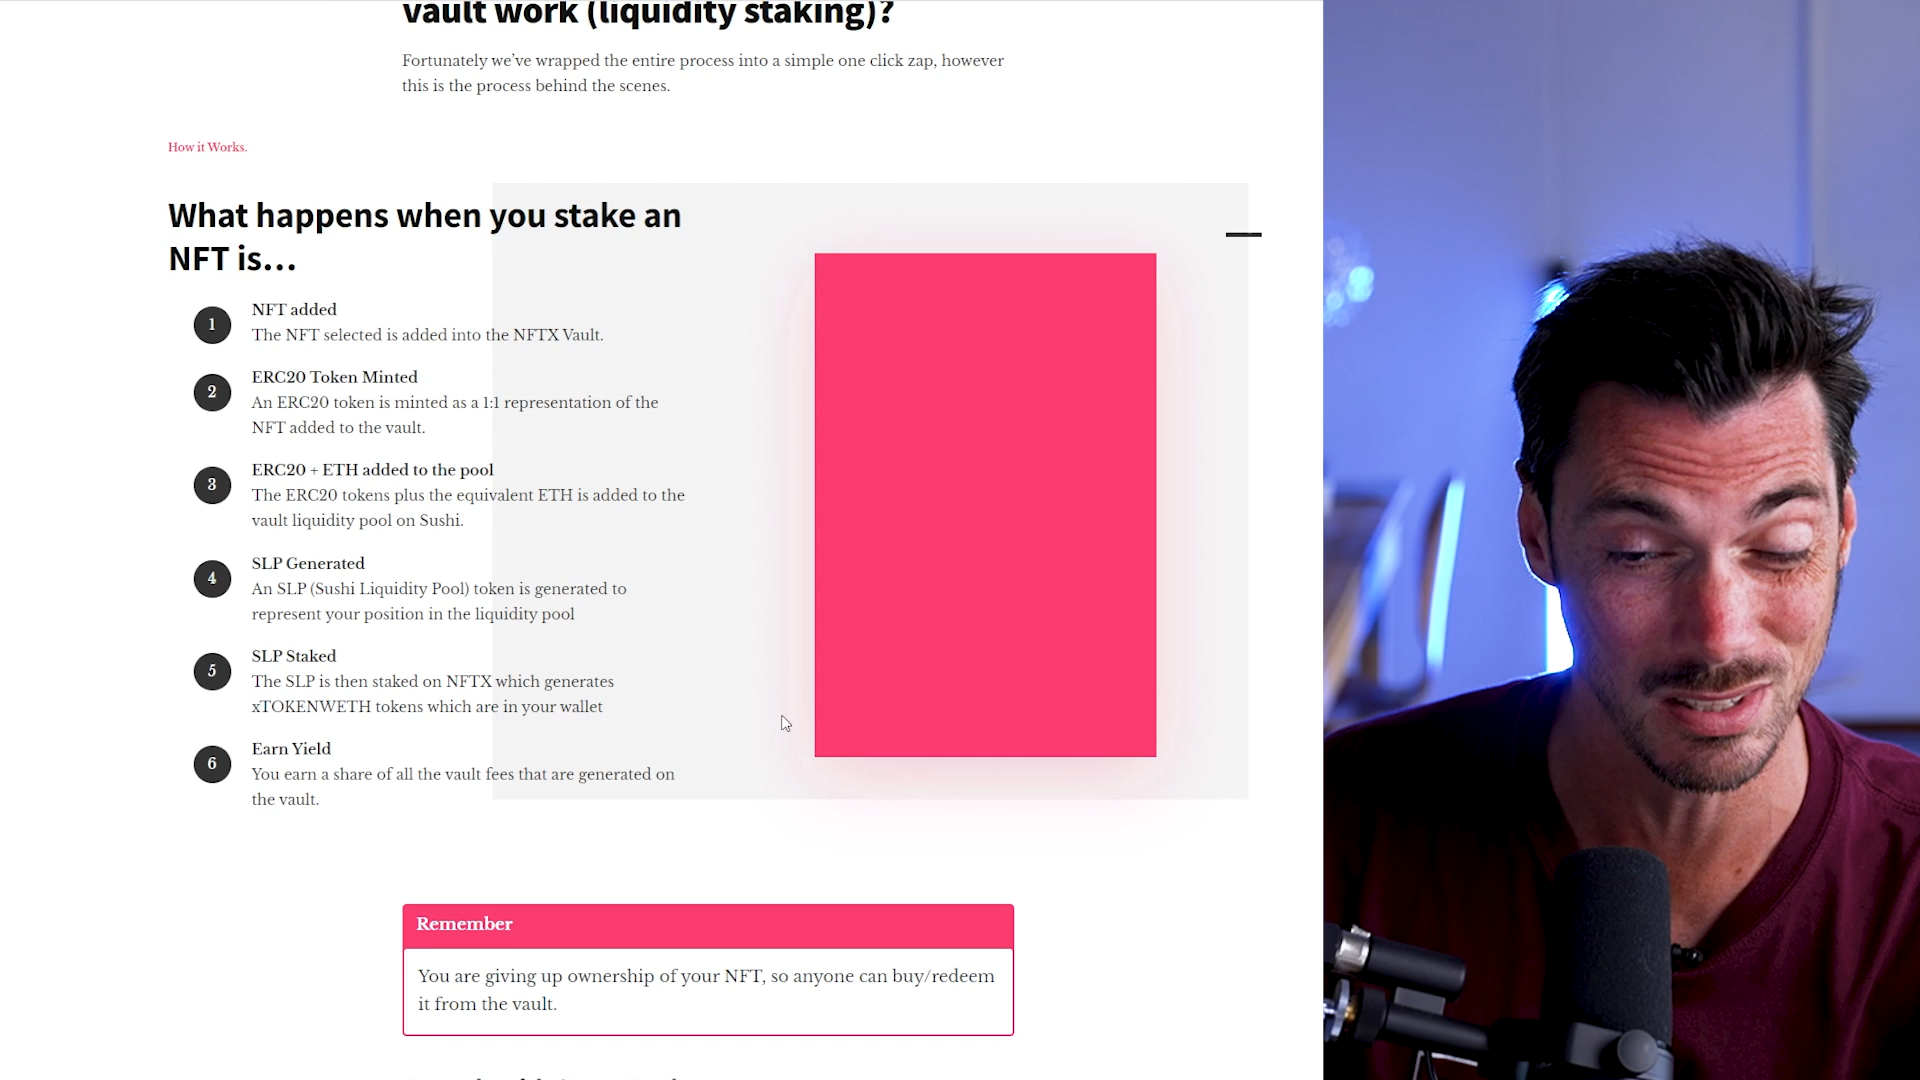 vault work (liquidity staking)?
Fortunately we've wrapped the entire process into a simple one click zap, however
this is the process behind the scenes.
How it Works.
What happens when you stake an
NFT is...
1
NFT added
The NFT selected is added into the NFTX Vault.
2
ERC20 Token Minted
An ERC20 token is minted as a 1:1 representation of the
NFT added to the vault.
3
ERC20 + ETH added to the pool
The ERC20 tokens plus the equivalent ETH is added to the
vault liquidity pool on Sushi.
4
SLP Generated
An SLP (Sushi Liquidity Pool) token is generated to
represent your position in the liquidity pool
5
SLP Staked
The SLP is then staked on NFTX which generates
xTOKENWETH tokens which are in your wallet
6
Earn Yield
You earn a share of all the vault fees that are generated on
the vault.
Remember
You are giving up ownership of your NFT, so anyone can buy/redeem
it from the vault.